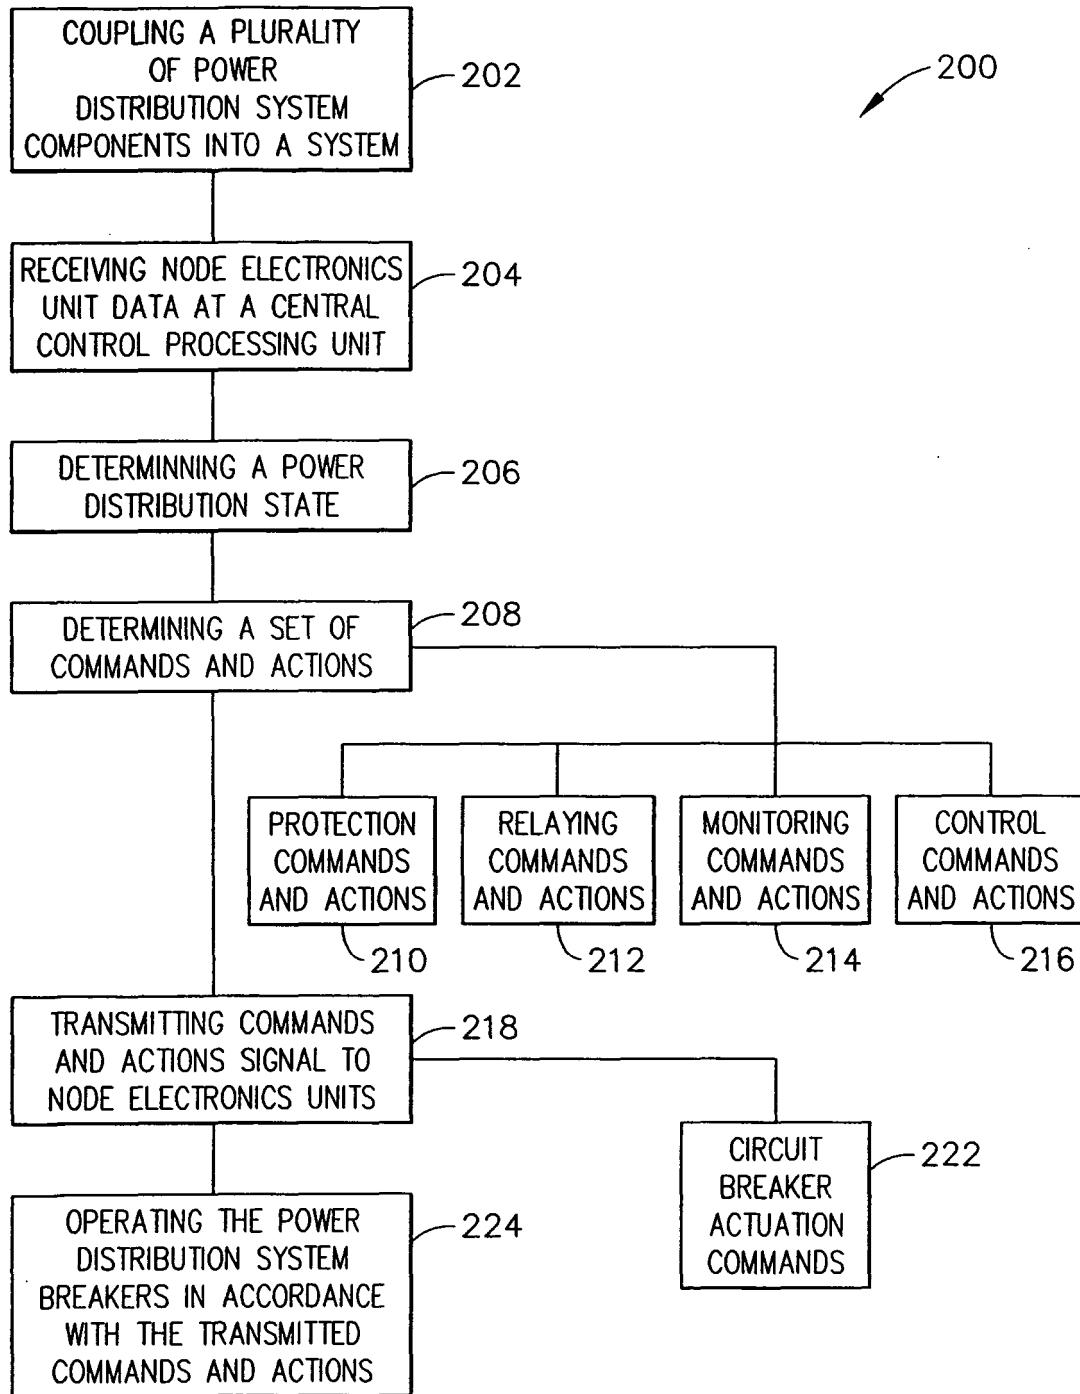 COUPLING A PLURALITY
OF POWER
DISTRIBUTION SYSTEM
COMPONENTS INTO A SYSTEM
202
200
RECEIVING NODE ELECTRONICS
UNIT DATA AT A CENTRAL
CONTROL PROCESSING UNIT
204
DETERMINNING A POWER
DISTRIBUTION STATE
206
DETERMINING A SET OF
COMMANDS AND ACTIONS
208
PROTECTION
COMMANDS
AND ACTIONS
210
RELAYING
COMMANDS
AND ACTIONS
212
MONITORING
COMMANDS
AND ACTIONS
214
CONTROL
COMMANDS
AND ACTIONS
216
TRANSMITTING COMMANDS
AND ACTIONS SIGNAL TO
NODE ELECTRONICS UNITS
218
CIRCUIT
BREAKER
ACTUATION
COMMANDS
222
OPERATING THE POWER
DISTRIBUTION SYSTEM
BREAKERS IN ACCORDANCE
WITH THE TRANSMITTED
COMMANDS AND ACTIONS
224